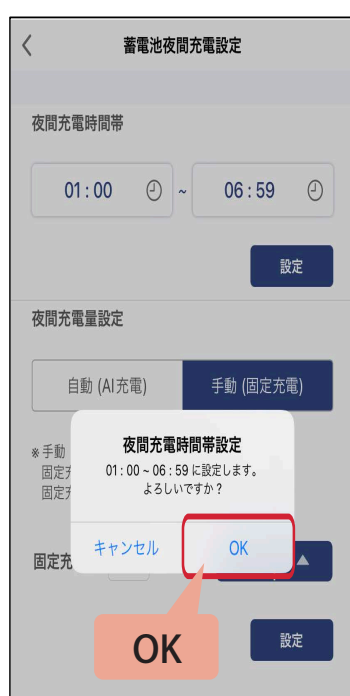 蓄電池夜間充電設定
夜間充電時間帯
01 : 00 ~ 06 : 59
設定
夜間充電量設定
自動 (AI充電) 手動 (固定充電)
※手動
固定充
固定充
夜間充電時間帯設定
01 : 00 ~ 06 : 59 に設定します。
よろしいですか？
キャンセル OK
固定充
OK
設定